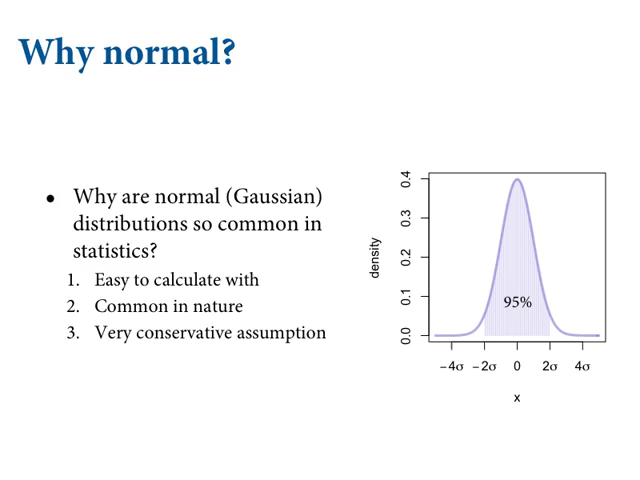 Why normal?
• Why are normal (Gaussian)
distributions so common in
statistics?
1. Easy to calculate with
2. Common in nature
3. Very conservative assumption
density
0.4
0.3
0.2
0.1
0.0
95%
−4σ −2σ 0 2σ 4σ
x